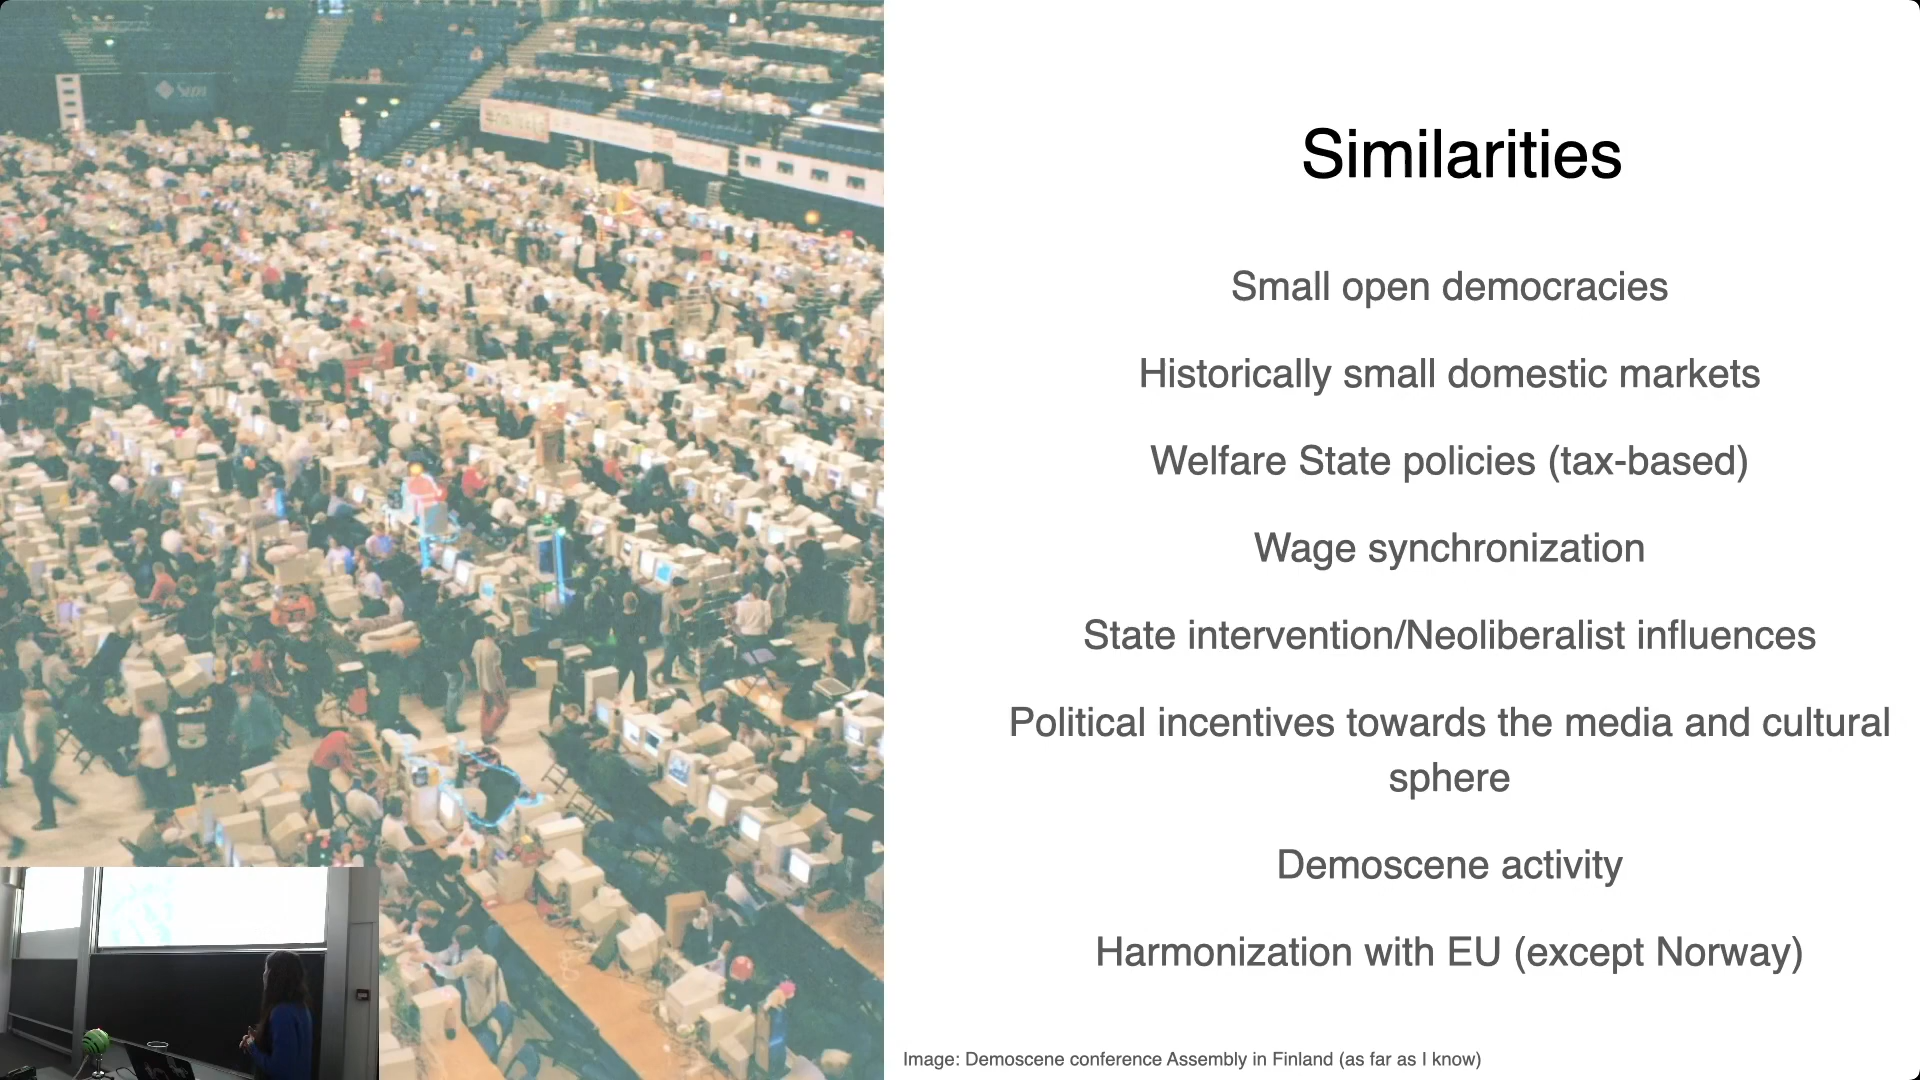 Sun
Similarities
Small open democracies
Historically small domestic markets
Welfare State policies (tax-based)
Wage synchronization
State intervention/Neoliberalist influences
Political incentives towards the media and cultural
sphere
Demoscene activity
Harmonization with EU (except Norway)
Image: Demoscene conference Assembly in Finland (as far as I know)